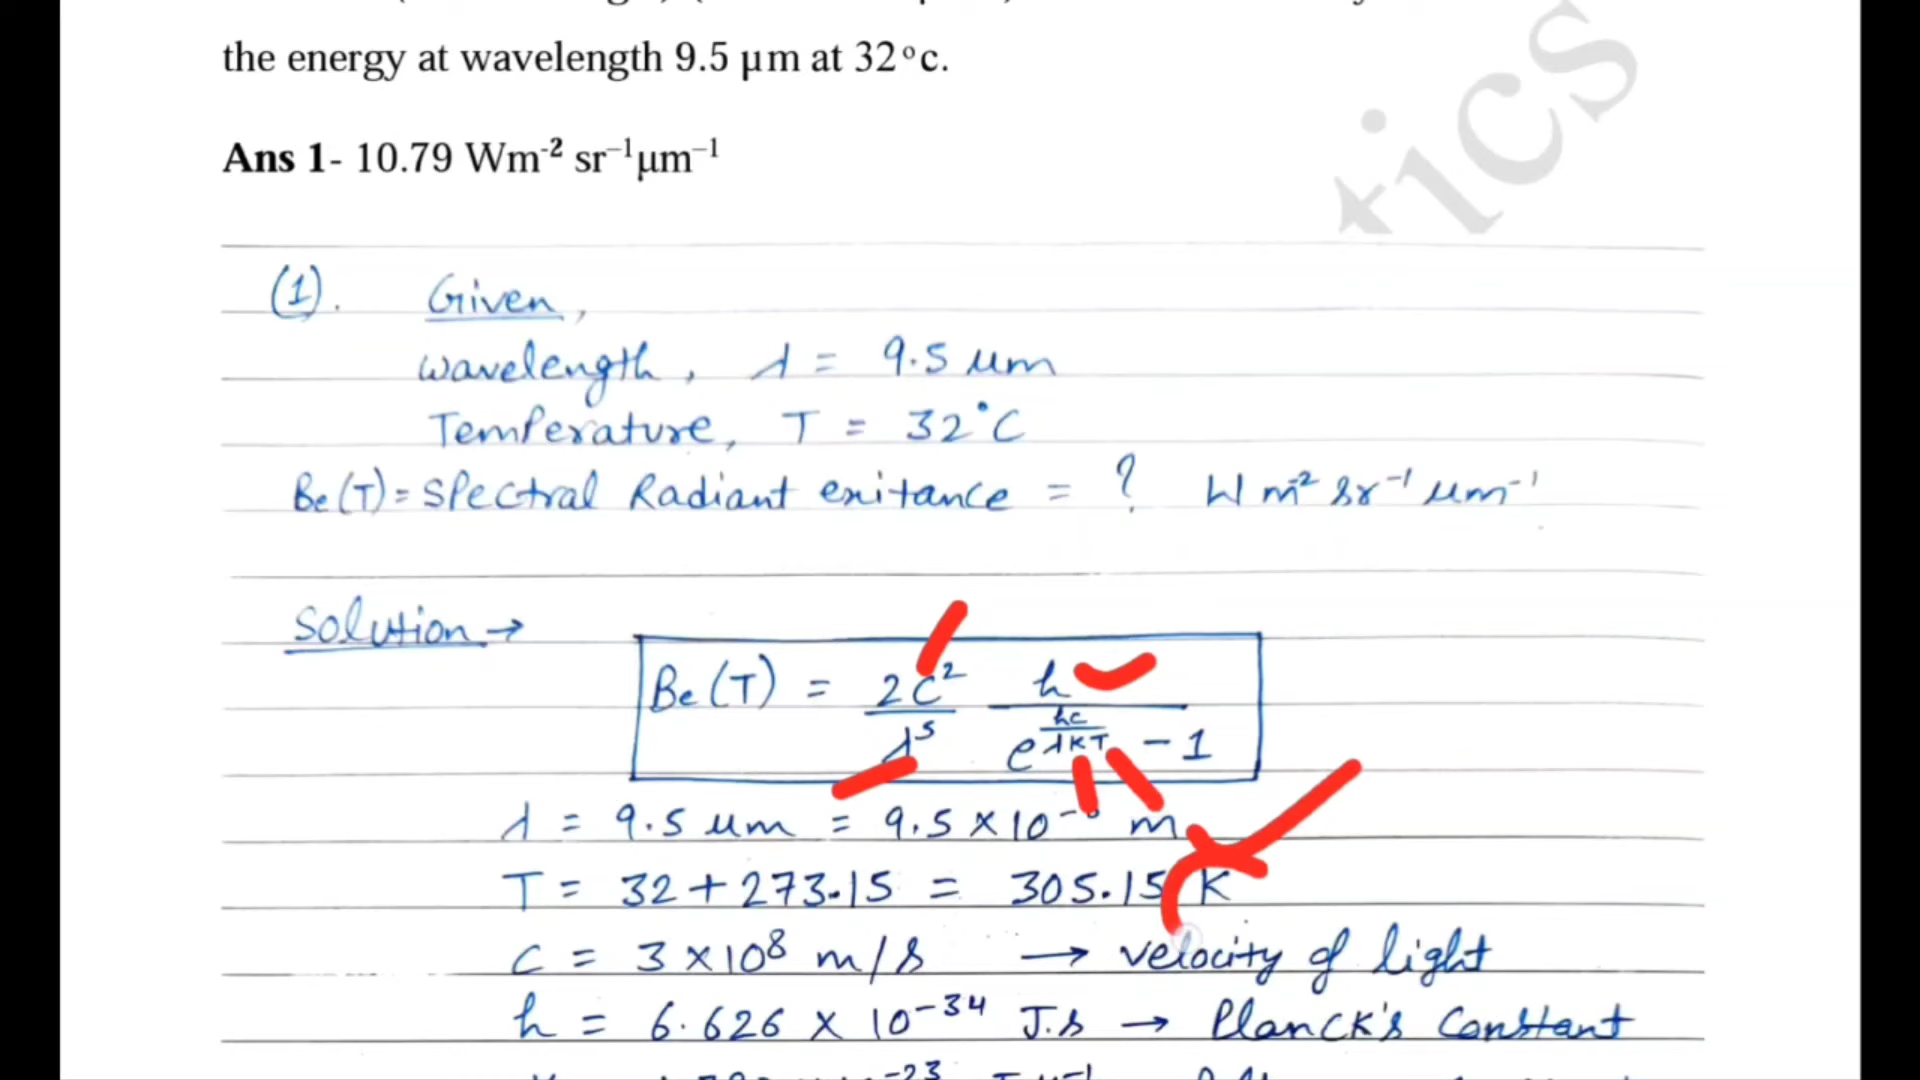 the energy at wavelength 9.5 µm at 32°c.
Ans 1- 10.79 Wm⁻² sr⁻¹µm⁻¹
tics
(1). Given,
wavelength, λ = 9.5 µm
Temperature, T = 32°C
Be(T) = Spectral Radiant exitance = ? W m⁻² sr⁻¹ µm⁻¹
Solution →
Be(T) = 2c²/λ⁵ h/(e^(hc/λKT) - 1)
λ = 9.5 µm = 9.5 × 10⁻ m
T = 32 + 273.15 = 305.15 K
c = 3 × 10⁸ m/s → velocity of light
h = 6.626 × 10⁻³⁴ J.s → Planck's Constant